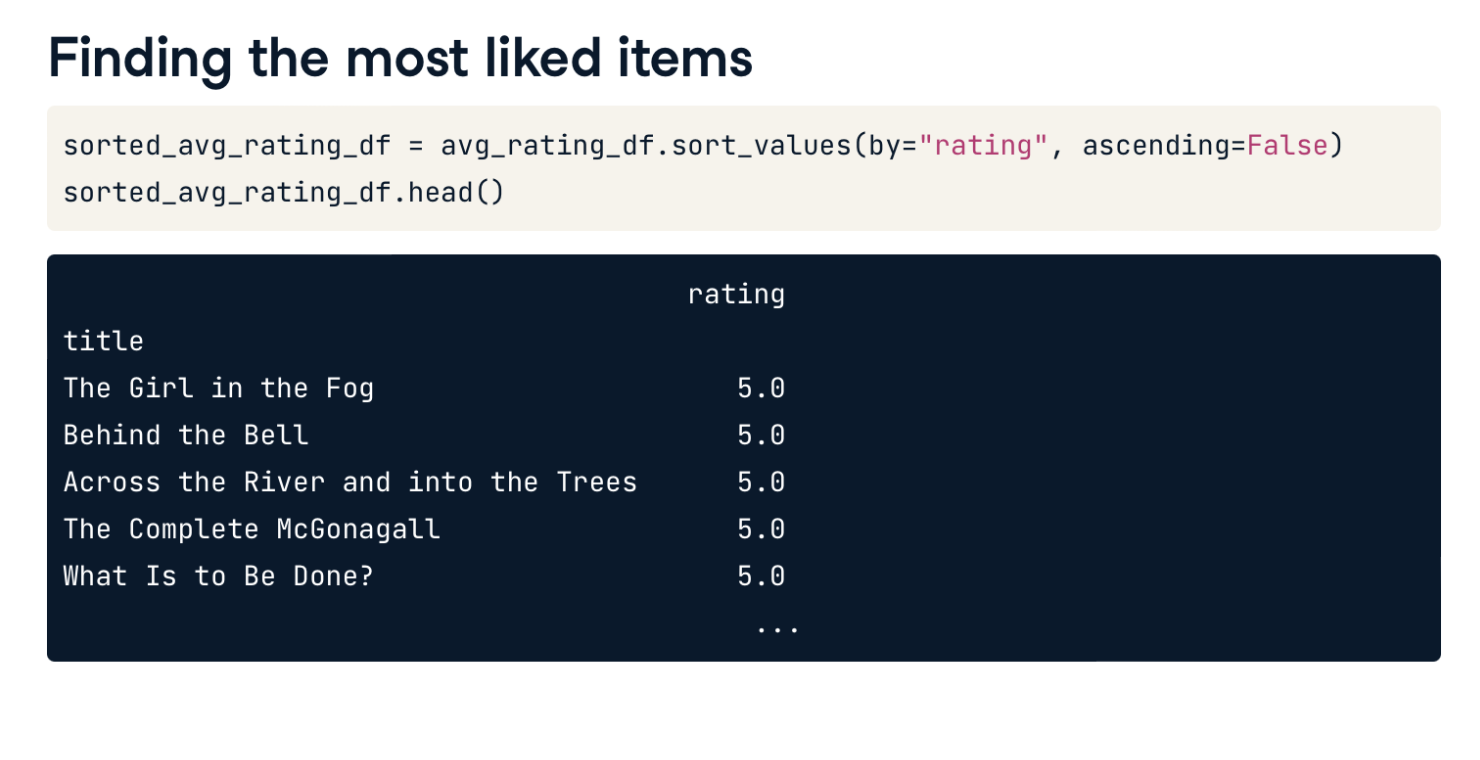 Finding the most liked items
sorted_avg_rating_df = avg_rating_df.sort_values(by="rating", ascending=False)
sorted_avg_rating_df.head()
rating
title
The Girl in the Fog 5.0
Behind the Bell 5.0
Across the River and into the Trees 5.0
The Complete McGonagall 5.0
What Is to Be Done? 5.0
...